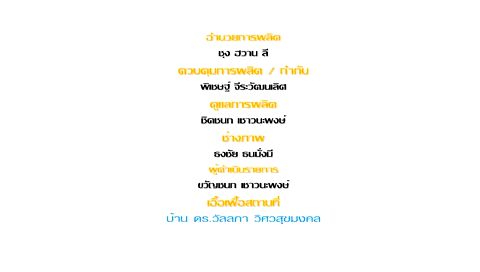 อำนวยการผลิต
ชุง ฮวาน ลี
ควบคุมการผลิต / กำกับ
พิเชษฐ์ จีระวัฒนเลิศ
ดูแลการผลิต
ชิดชนก เชาวนะพงษ์
ช่างภาพ
ธงชัย ธนมั่งมี
ผู้ดำเนินรายการ
ขวัญชนก เชาวนะพงษ์
เอื้อเฟื้อสถานที่
บ้าน ดร.วัลลภา วิศวสุขมงคล